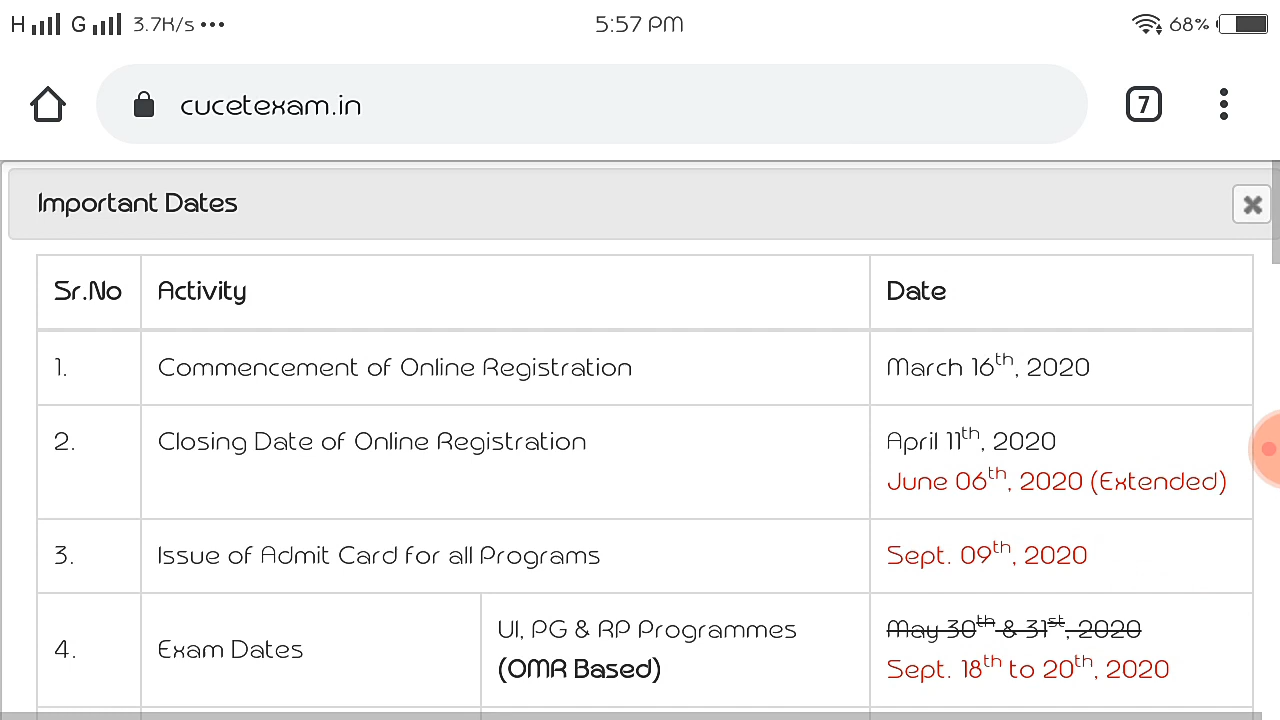 H G 3.7K/s ••• 5:57 PM 68%
cucetexam.in 7
Important Dates
Sr.No Activity Date
1. Commencement of Online Registration March 16th, 2020
2. Closing Date of Online Registration April 11th, 2020
June 06th, 2020 (Extended)
3. Issue of Admit Card for all Programs Sept. 09th, 2020
4. Exam Dates UI, PG & RP Programmes May 30th & 31st, 2020
(OMR Based) Sept. 18th to 20th, 2020